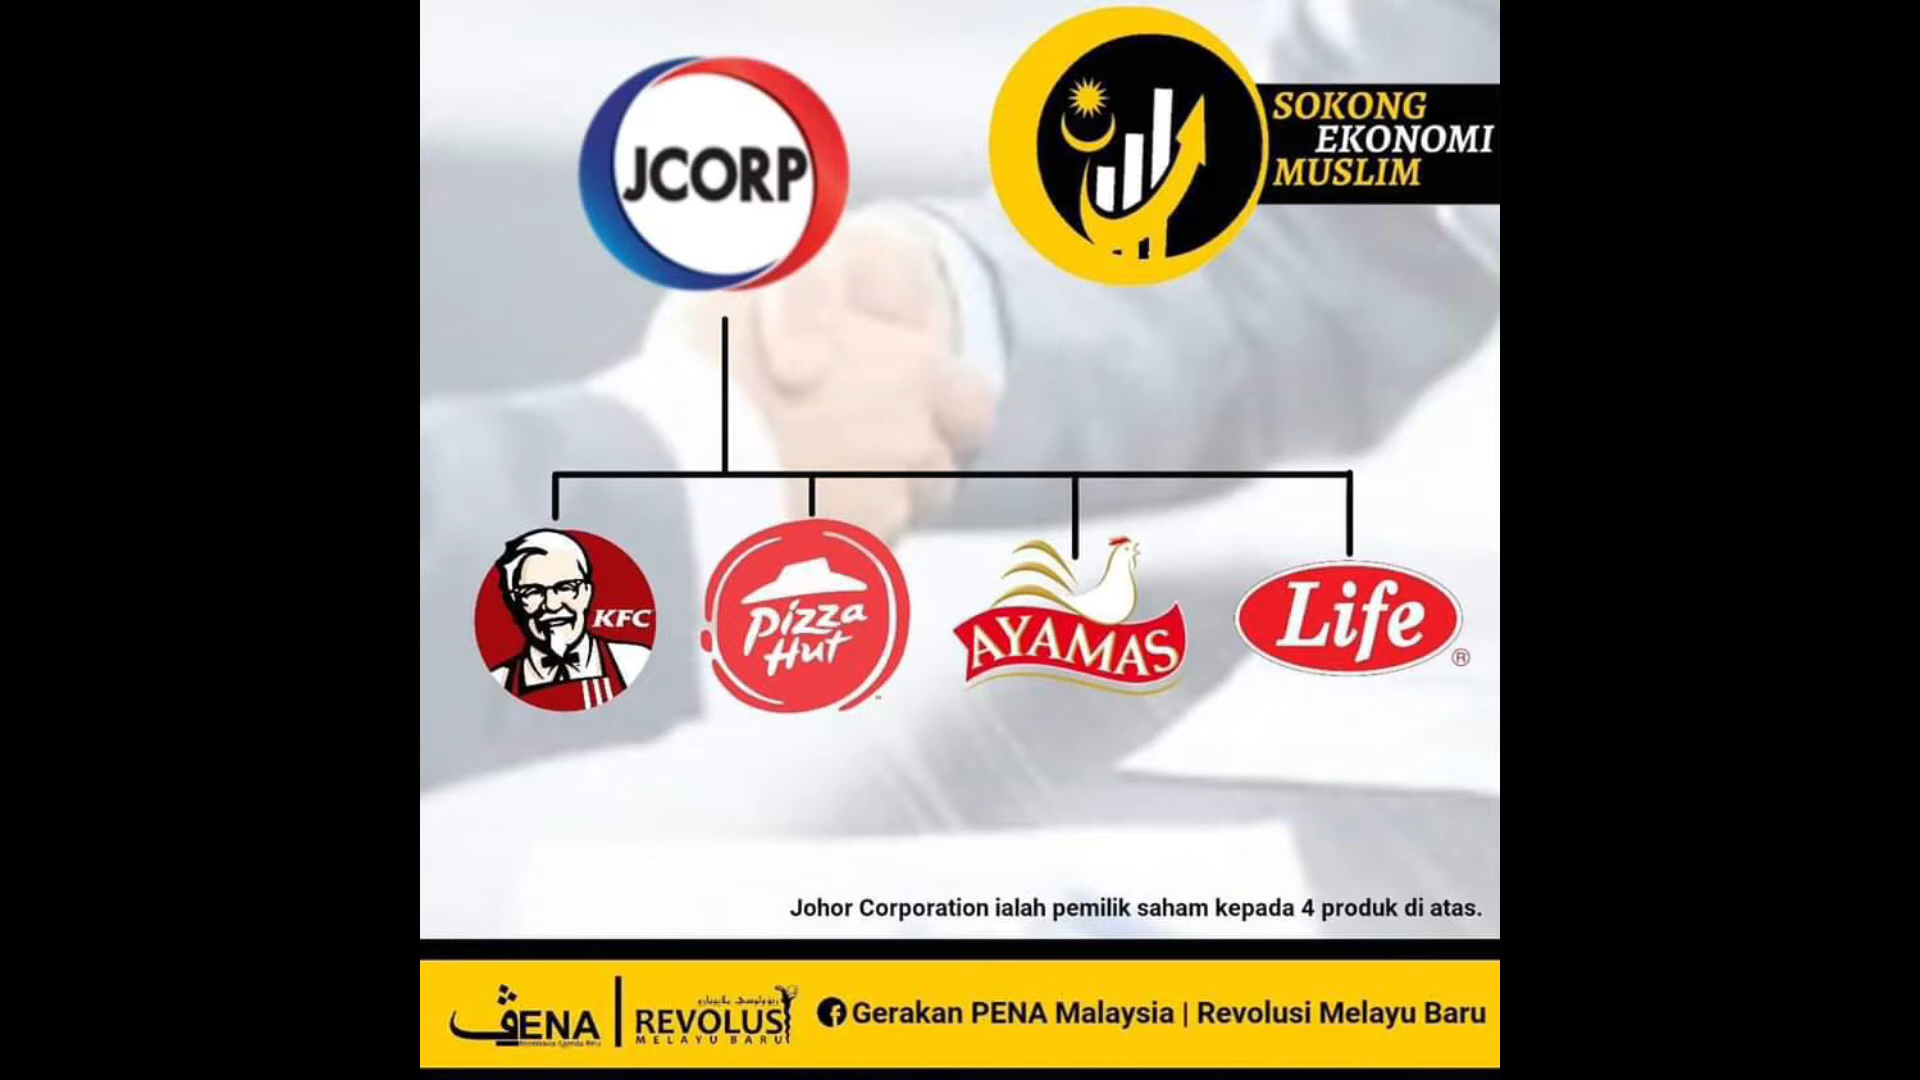 JCORP
SOKONG
EKONOMI
MUSLIM
KFC
Pizza
Hut
AYAMAS
Life
®
Johor Corporation ialah pemilik saham kepada 4 produk di atas.
ENA
REVOLUSI
MELAYU BARU
Gerakan PENA Malaysia | Revolusi Melayu Baru